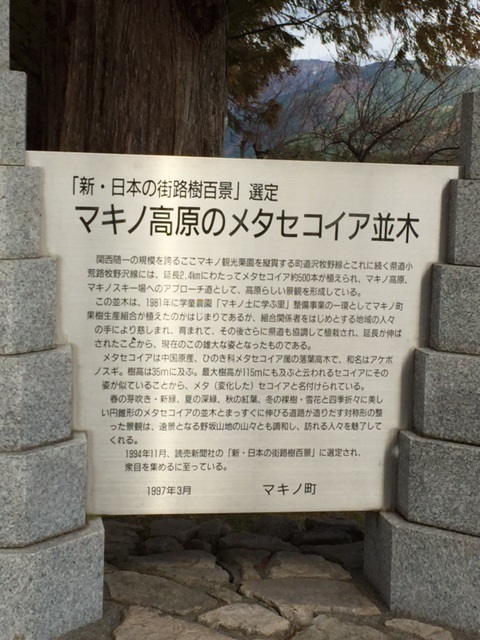 「新・日本の街路樹百景」選定
マキノ高原のメタセコイア並木
関西随一の規模を誇るここマキノ観光栗園を縦貫する町道沢牧野線とこれに続く県道小
荒路牧野沢線には、延長2.4kmにわたってメタセコイア約500本が植えられ、マキノ高原、
マキノスキー場へのアプローチ道として、高原らしい景観を形成している。
この並木は、1981年に学童農園「マキノ土に学ぶ里」整備事業の一環としてマキノ町
果樹生産組合が植えたのがはじまりであるが、組合関係者をはじめとする地域の人々
の手により慈しまれ、育まれて、その後さらに県道も協調して植栽され、延長が伸ば
されたことから、現在のこの雄大な姿となったものである。
メタセコイアは中国原産、ひのき科メタセコイア属の落葉高木で、和名はアケボ
ノスギ。樹高は35mに及ぶ。最大樹高が115mにも及ぶと云われるセコイアにその
姿が似ていることから、メタ（変化した）セコイアと名付けられている。
春の芽吹き・新緑、夏の深緑、秋の紅葉、冬の裸樹・雪花と四季折々に美し
い円錐形のメタセコイアの並木とまっすぐに伸びる道路が造りだす対称形の整
った景観は、遠景となる野坂山地の山々とも調和し、訪れる人々を魅了して
くれる。
1994年11月、読売新聞社の「新・日本の街路樹百景」に選定され、
衆目を集めるに至っている。
1997年3月 マキノ町